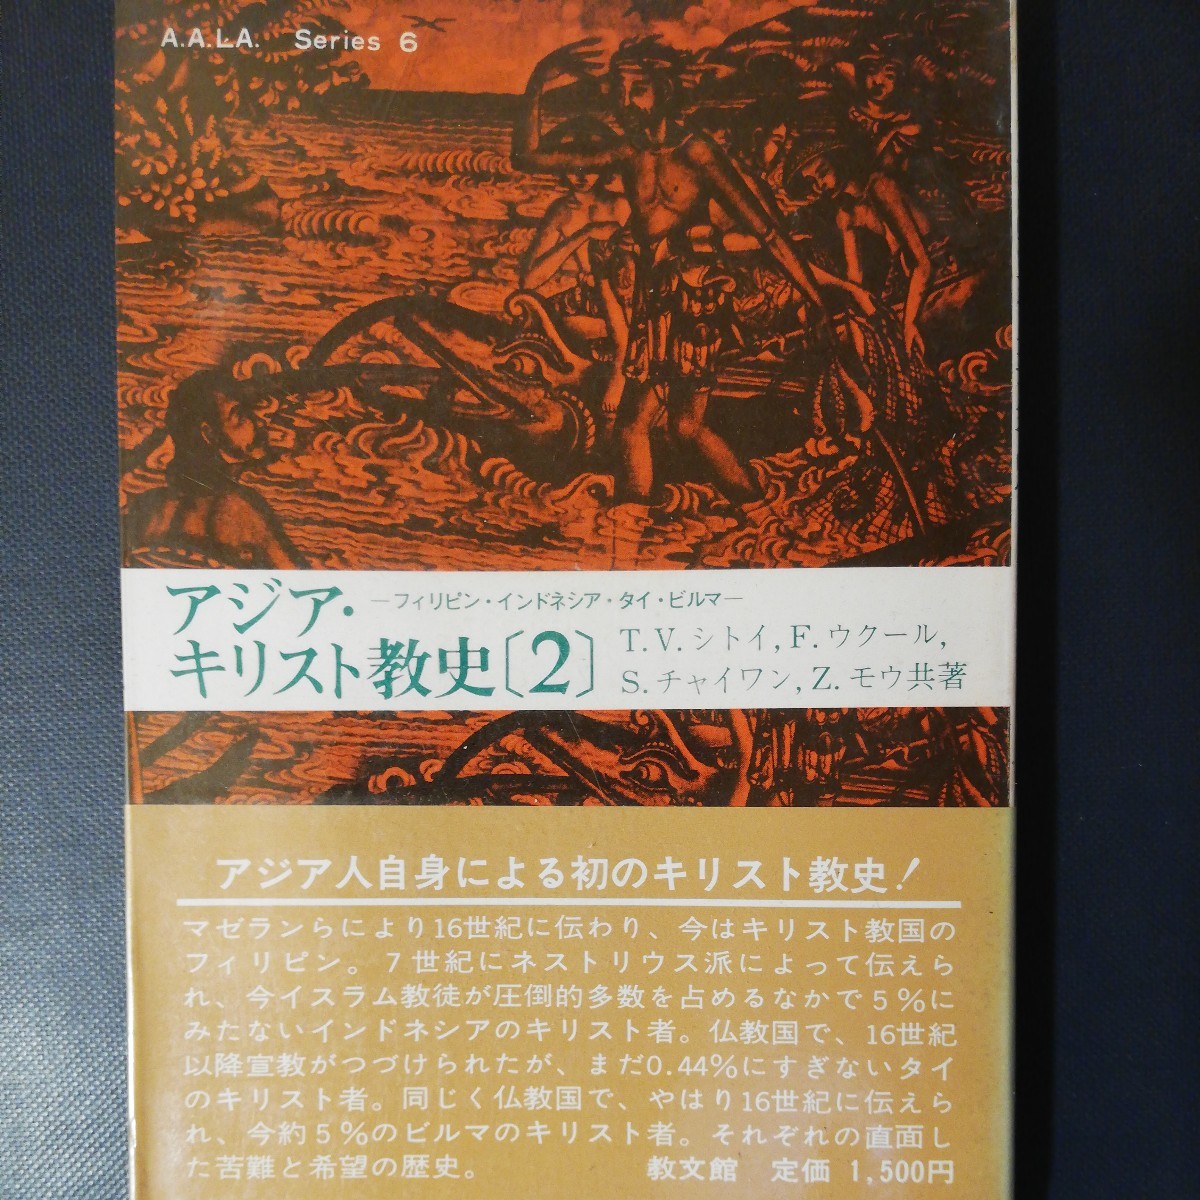 A.A.LA. Series 6
アジア・
キリスト教史〔2〕
―フィリピン・インドネシア・タイ・ビルマ―
T.V.シトイ, F.ウクール,
S.チャイワン, Z.モウ共著
アジア人自身による初のキリスト教史!
マゼランらにより16世紀に伝わり、今はキリスト教国の
フィリピン。7世紀にネストリウス派によって伝えら
れ、今イスラム教徒が圧倒的多数を占めるなかで5%に
みたないインドネシアのキリスト者。仏教国で、16世紀
以降宣教がつづけられたが、まだ0.44%にすぎないタイ
のキリスト者。同じく仏教国で、やはり16世紀に伝えら
れ、今約5%のビルマのキリスト者。それぞれの直面し
た苦難と希望の歴史。 教文館 定価 1,500円